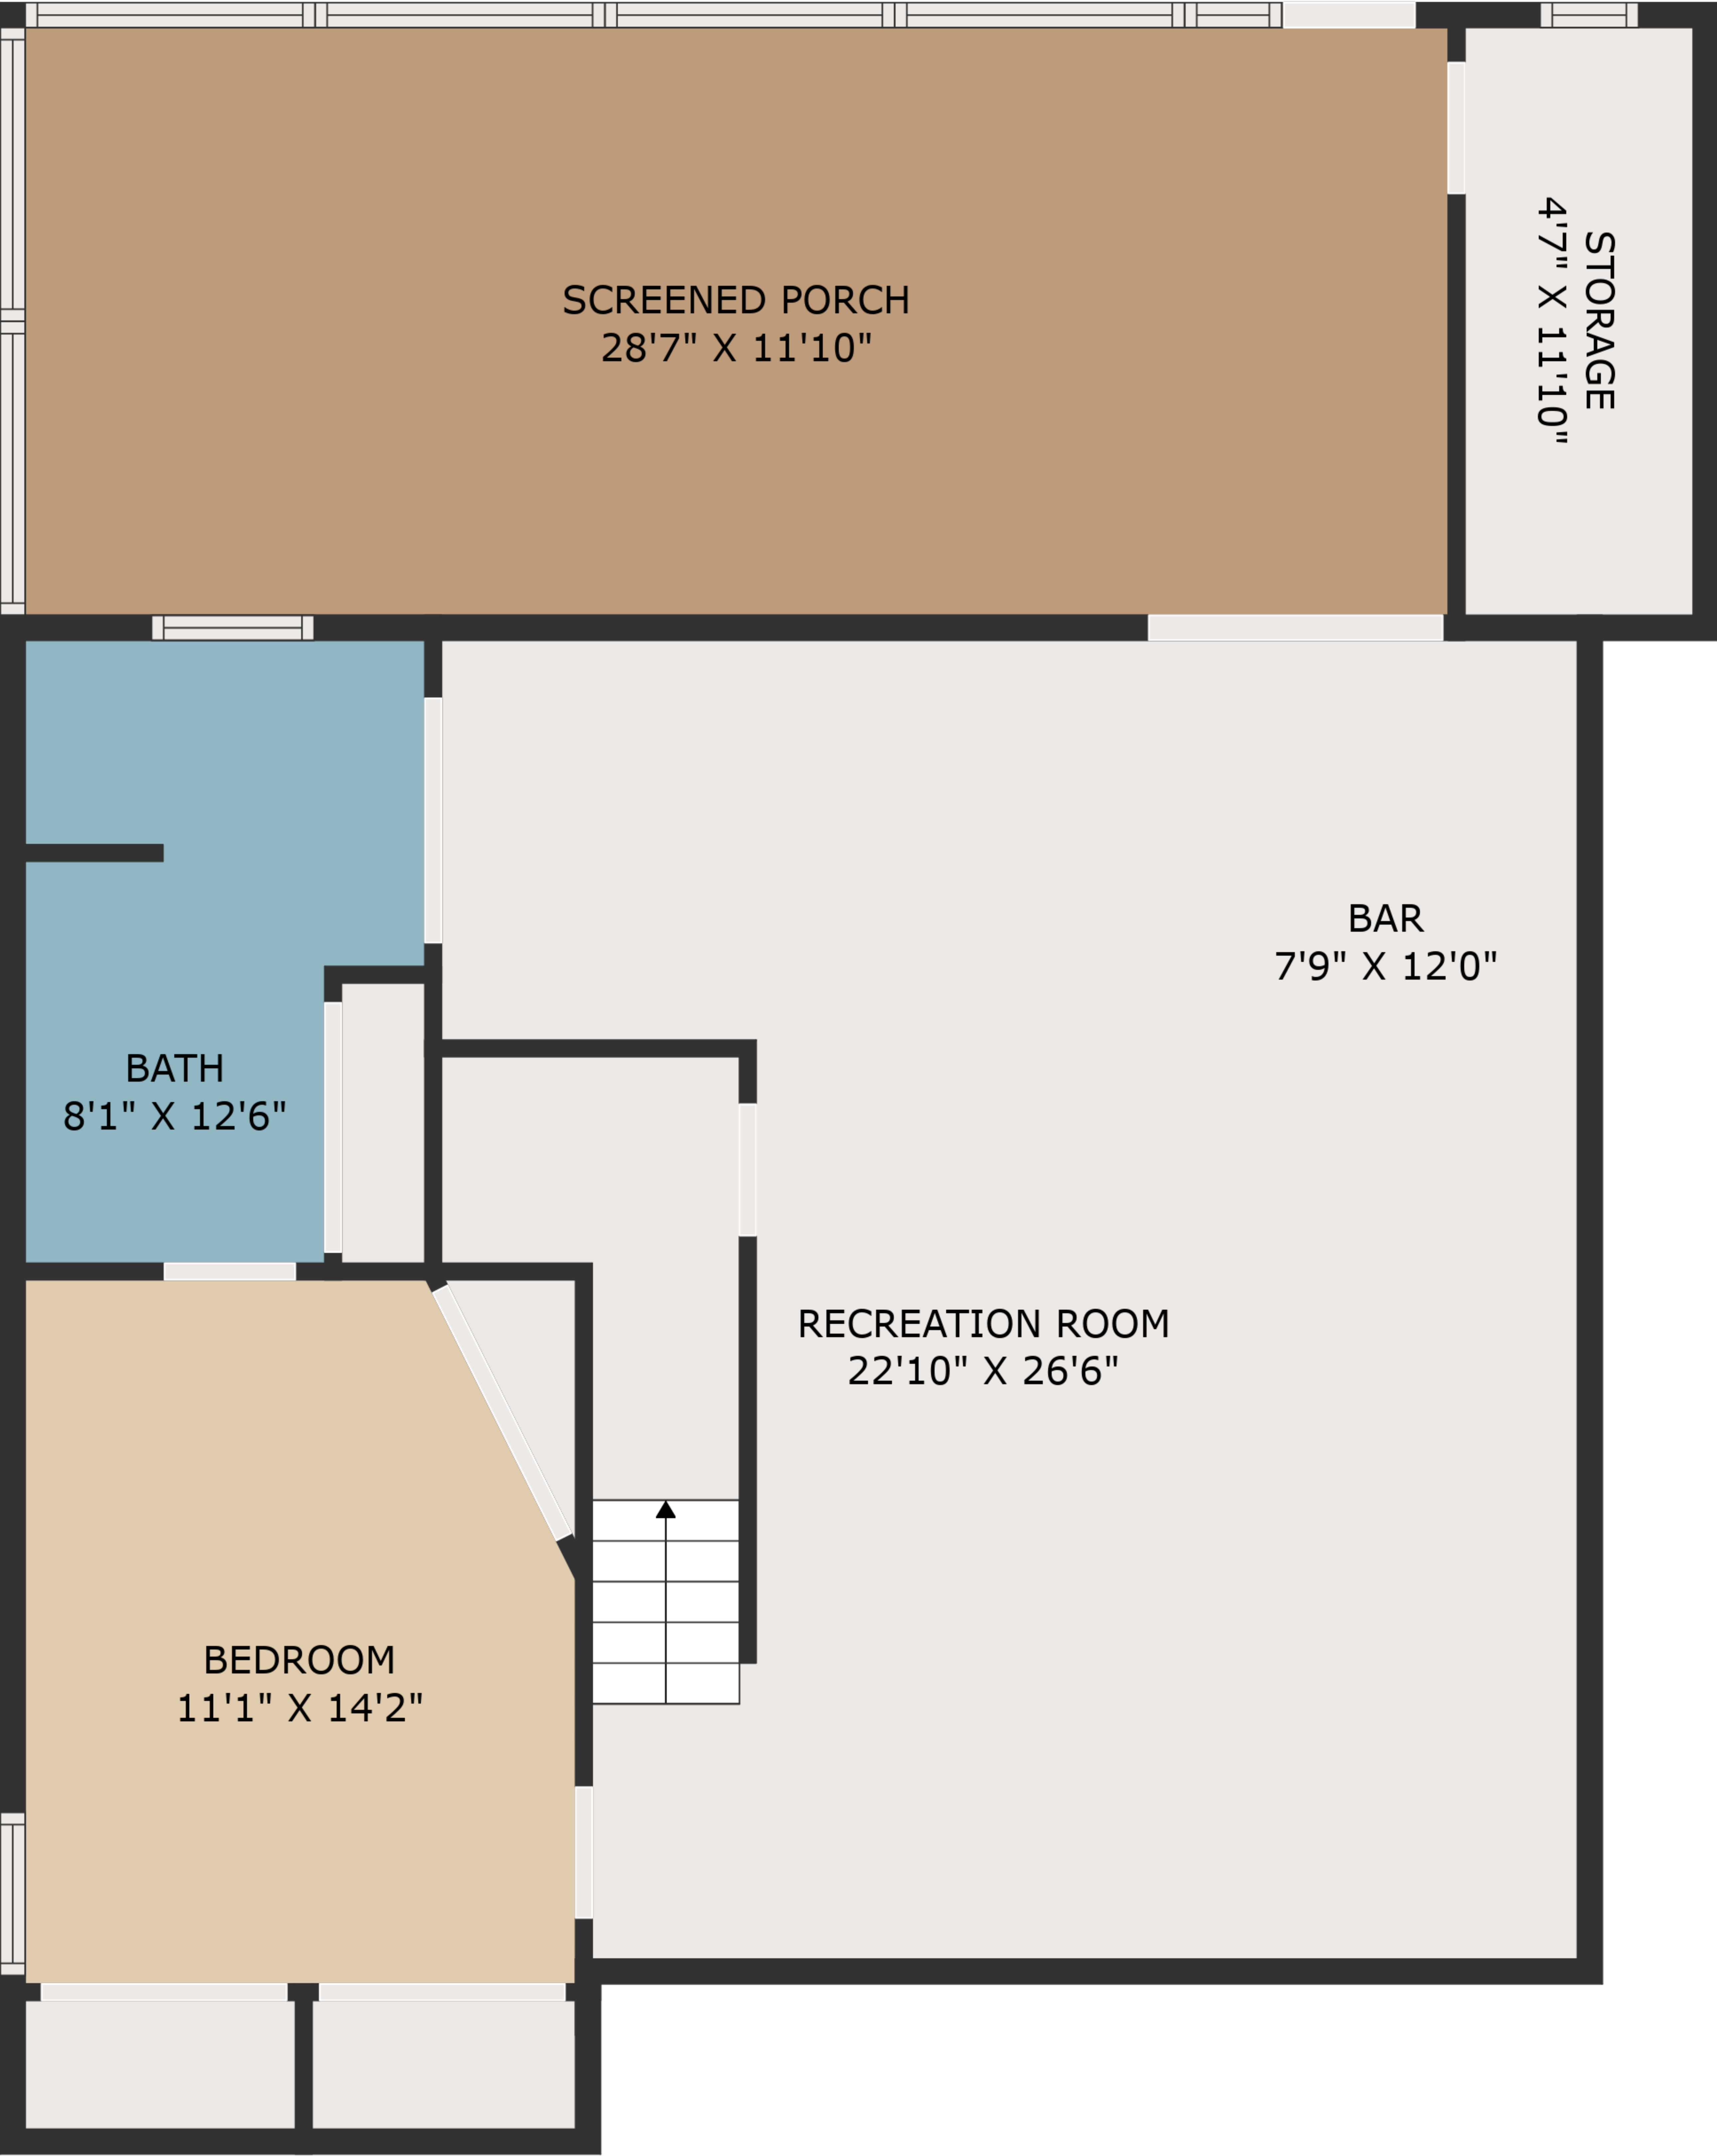 SCREENED PORCH
28'7" X 11'10"
STORAGE
4'7" X 11'10"
BAR
7'9" X 12'0"
BATH
8'1" X 12'6"
RECREATION ROOM
22'10" X 26'6"
BEDROOM
11'1" X 14'2"